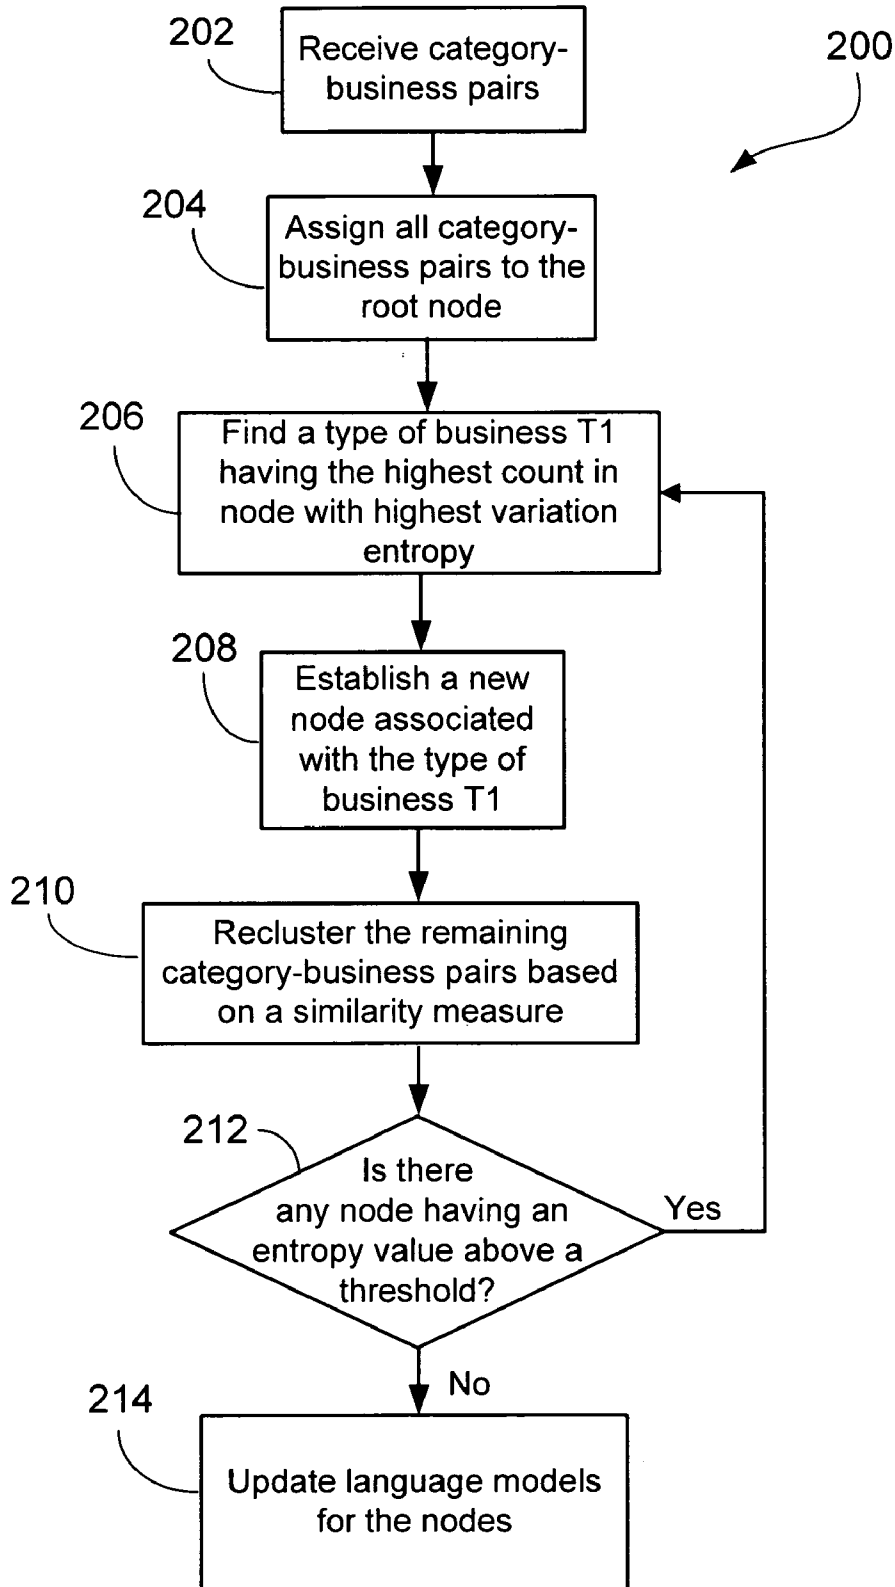 202
Receive category-
business pairs
200
204
Assign all category-
business pairs to the
root node
206
Find a type of business T1
having the highest count in
node with highest variation
entropy
208
Establish a new
node associated
with the type of
business T1
210
Recluster the remaining
category-business pairs based
on a similarity measure
212
Is there
any node having an
entropy value above a
threshold?
Yes
No
214
Update language models
for the nodes